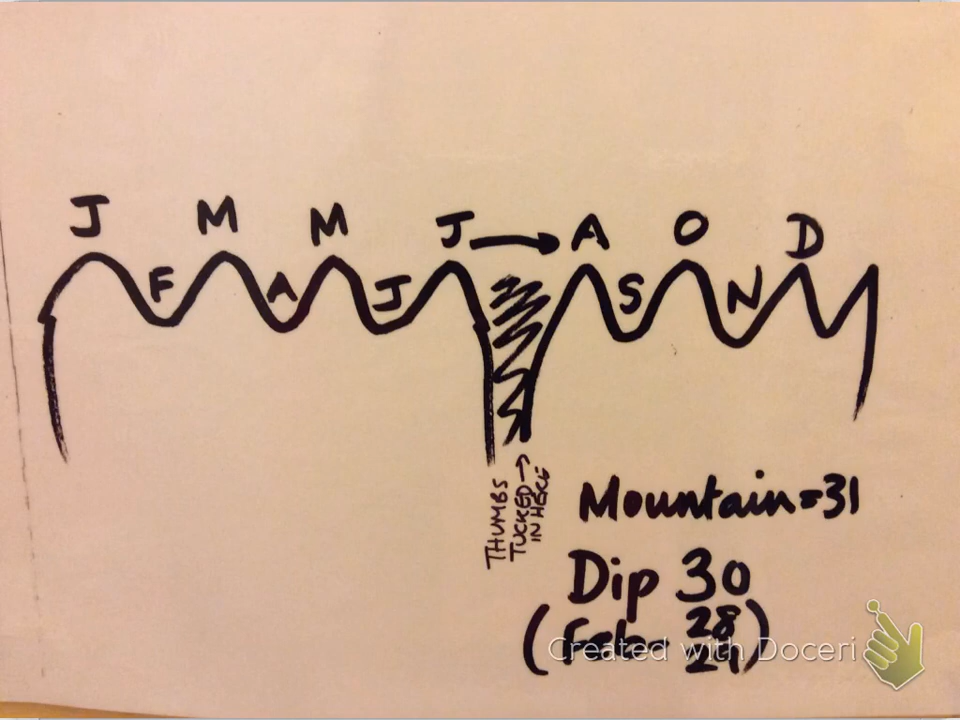 J M M J → A O D
F A J S N
THUMBS
TUCKED →
IN HERE
Mountain = 31
Dip 30
(Feb. 28
29)
Created with Doceri